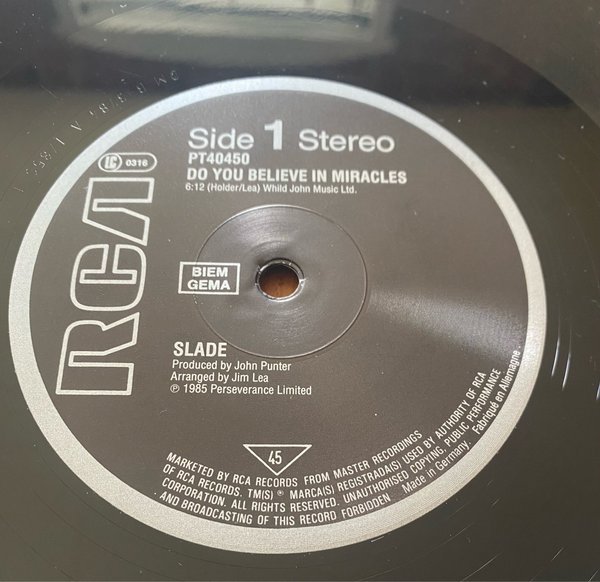 Side 1 Stereo
PT40450
DO YOU BELIEVE IN MIRACLES
6:12 (Holder/Lea) Whild John Music Ltd.
LC 0316
RCA
BIEM
GEMA
SLADE
Produced by John Punter
Arranged by Jim Lea
℗ 1985 Perseverance Limited
45
MARKETED BY RCA RECORDS FROM MASTER RECORDINGS
OF RCA RECORDS. TM(S) ® MARCA(S) REGISTRADA(S) BY AUTHORITY OF RCA
CORPORATION. ALL RIGHTS RESERVED. UNAUTHORISED COPYING, PUBLIC PERFORMANCE
AND BROADCASTING OF THIS RECORD FORBIDDEN Made in Germany. Fabriqué en Allemagne.